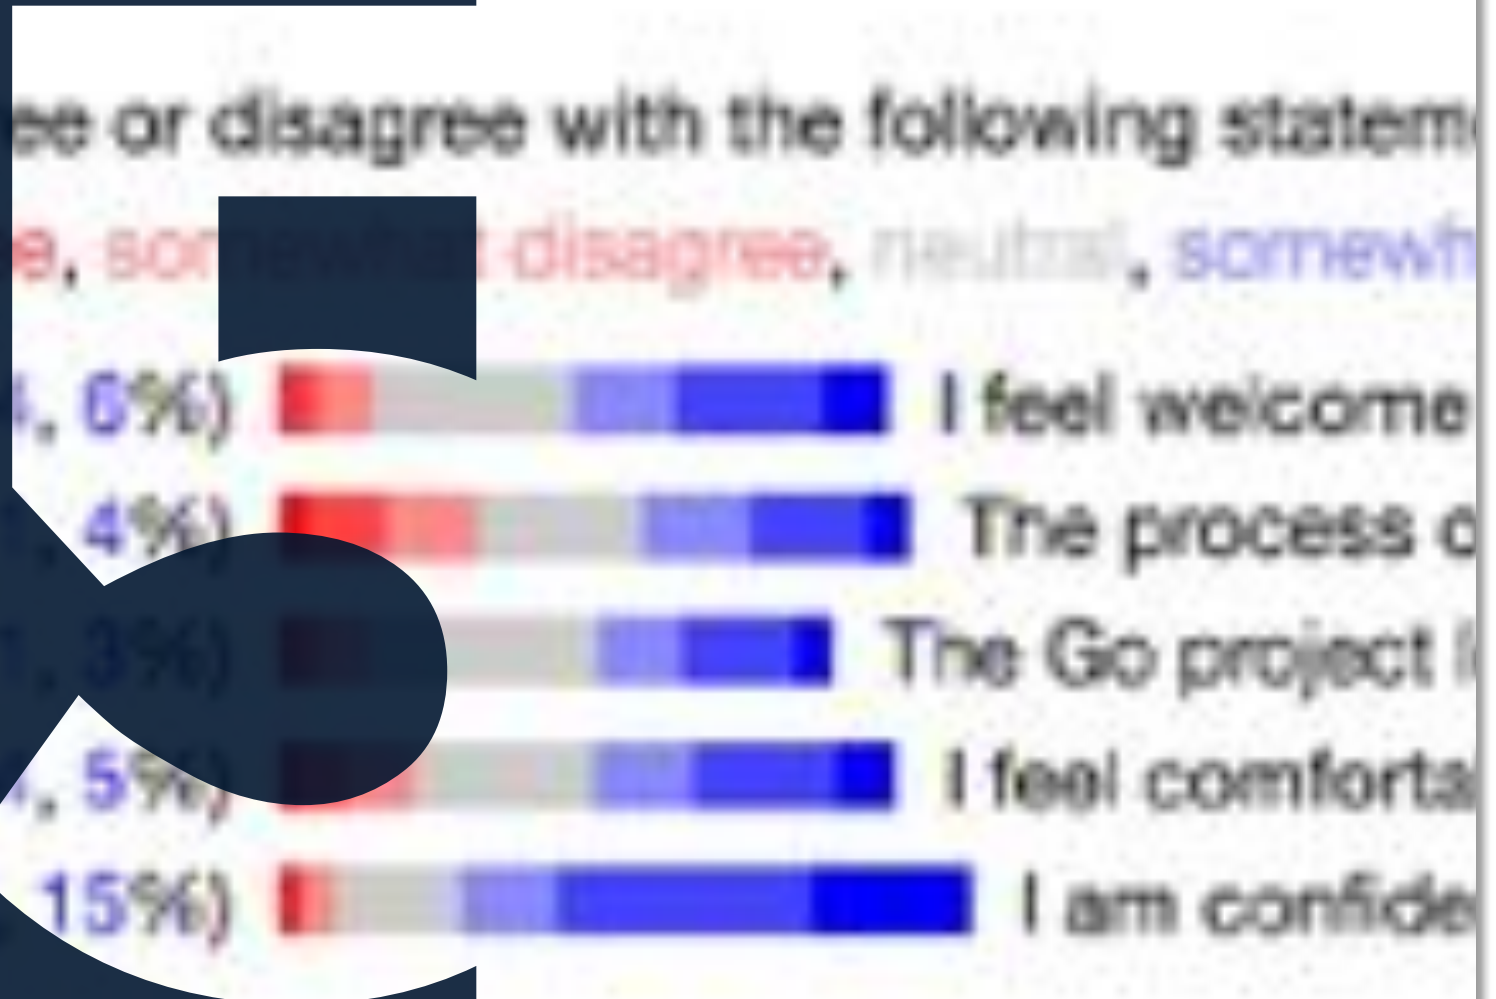 ee or disagree with the following statem
e, somewhat disagree, neutral, somewh
, 6%) I feel welcome
, 4%) The process
, 3%) The Go project
, 5%) I feel comforta
15%) I am confide